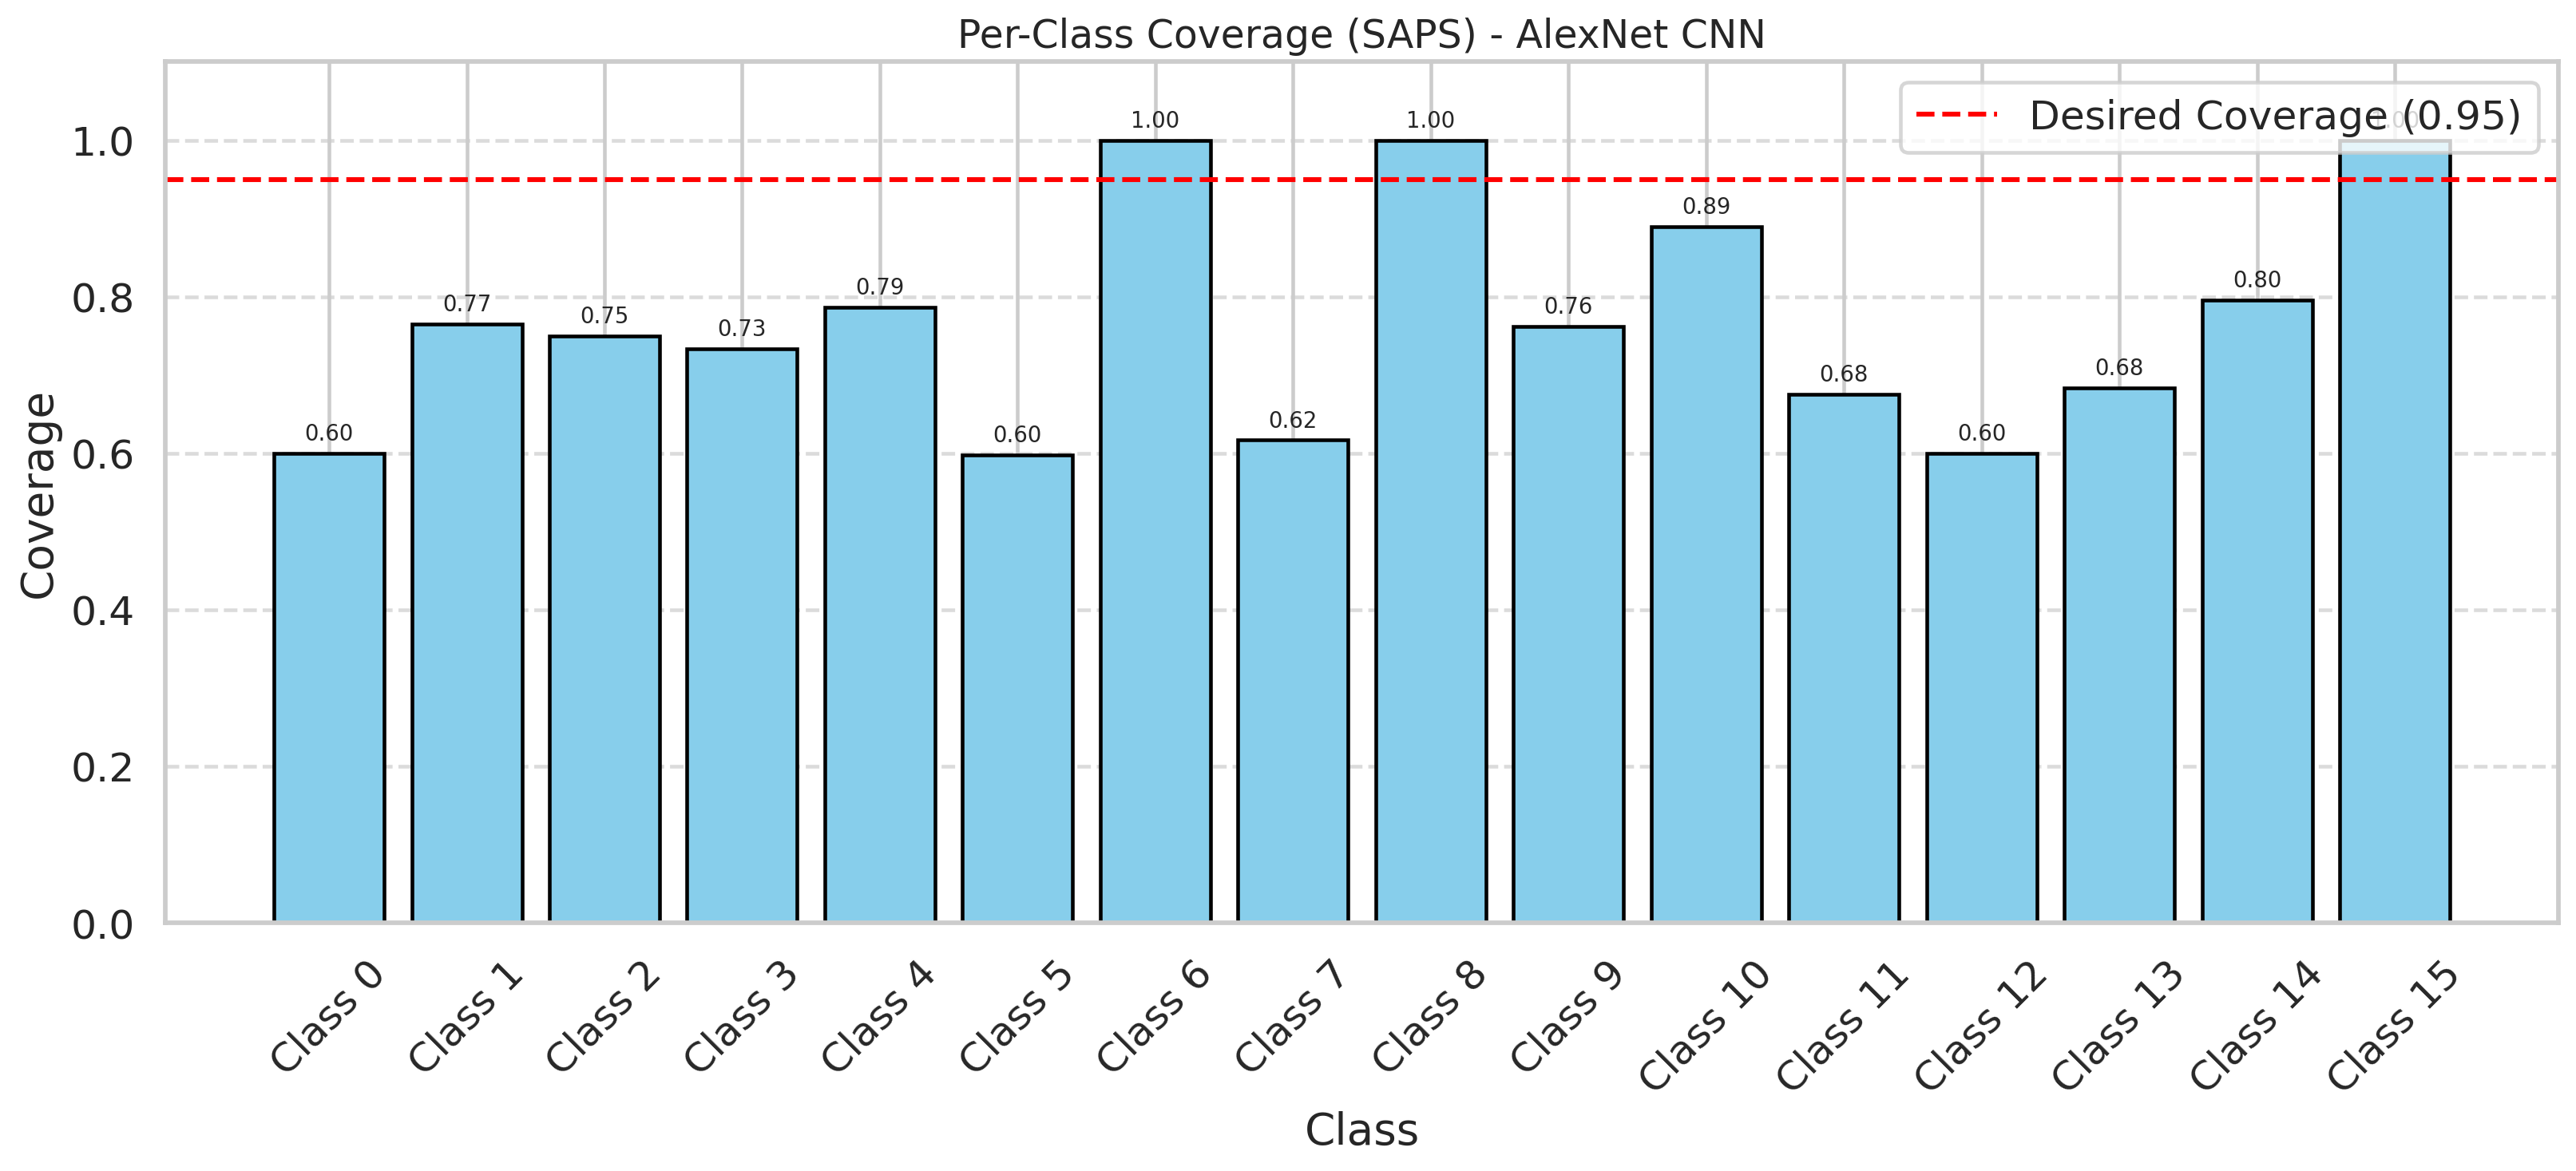 Per-Class Coverage (SAPS) - AlexNet CNN
Desired Coverage (0.95)
1.00
1.00
1.00
0.89
0.80
0.79
0.77
0.76
0.75
0.73
0.68
0.68
0.62
0.60
0.60
0.60
Coverage
1.0
0.8
0.6
0.4
0.2
0.0
Class 0
Class 1
Class 2
Class 3
Class 4
Class 5
Class 6
Class 7
Class 8
Class 9
Class 10
Class 11
Class 12
Class 13
Class 14
Class 15
Class